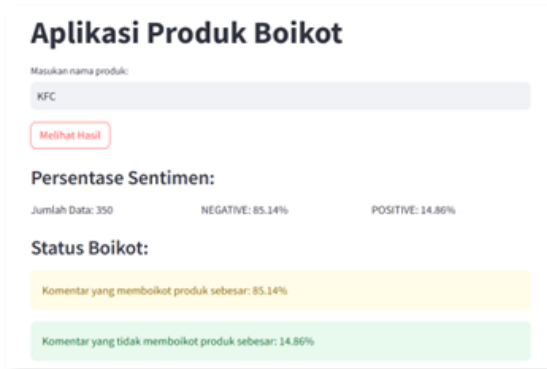 Aplikasi Produk Boikot
Masukan nama produk:
KFC
Melihat Hasil
Persentase Sentimen:
Jumlah Data: 350 NEGATIVE: 85.14% POSITIVE: 14.86%
Status Boikot:
Komentar yang memboikot produk sebesar: 85.14%
Komentar yang tidak memboikot produk sebesar: 14.86%